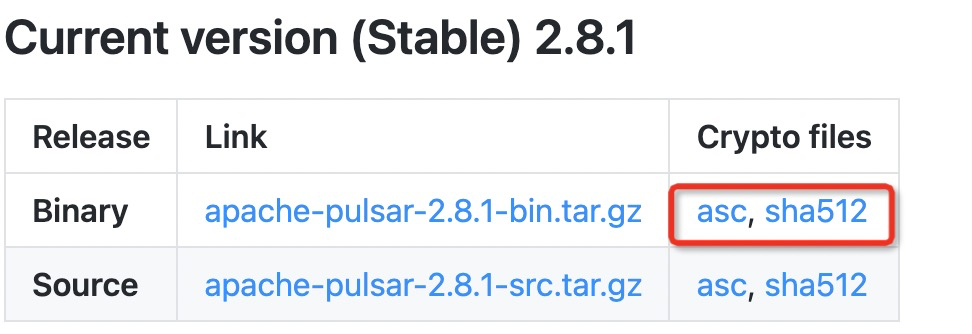 Current version (Stable) 2.8.1
Release Link Crypto files
Binary apache-pulsar-2.8.1-bin.tar.gz asc, sha512
Source apache-pulsar-2.8.1-src.tar.gz asc, sha512